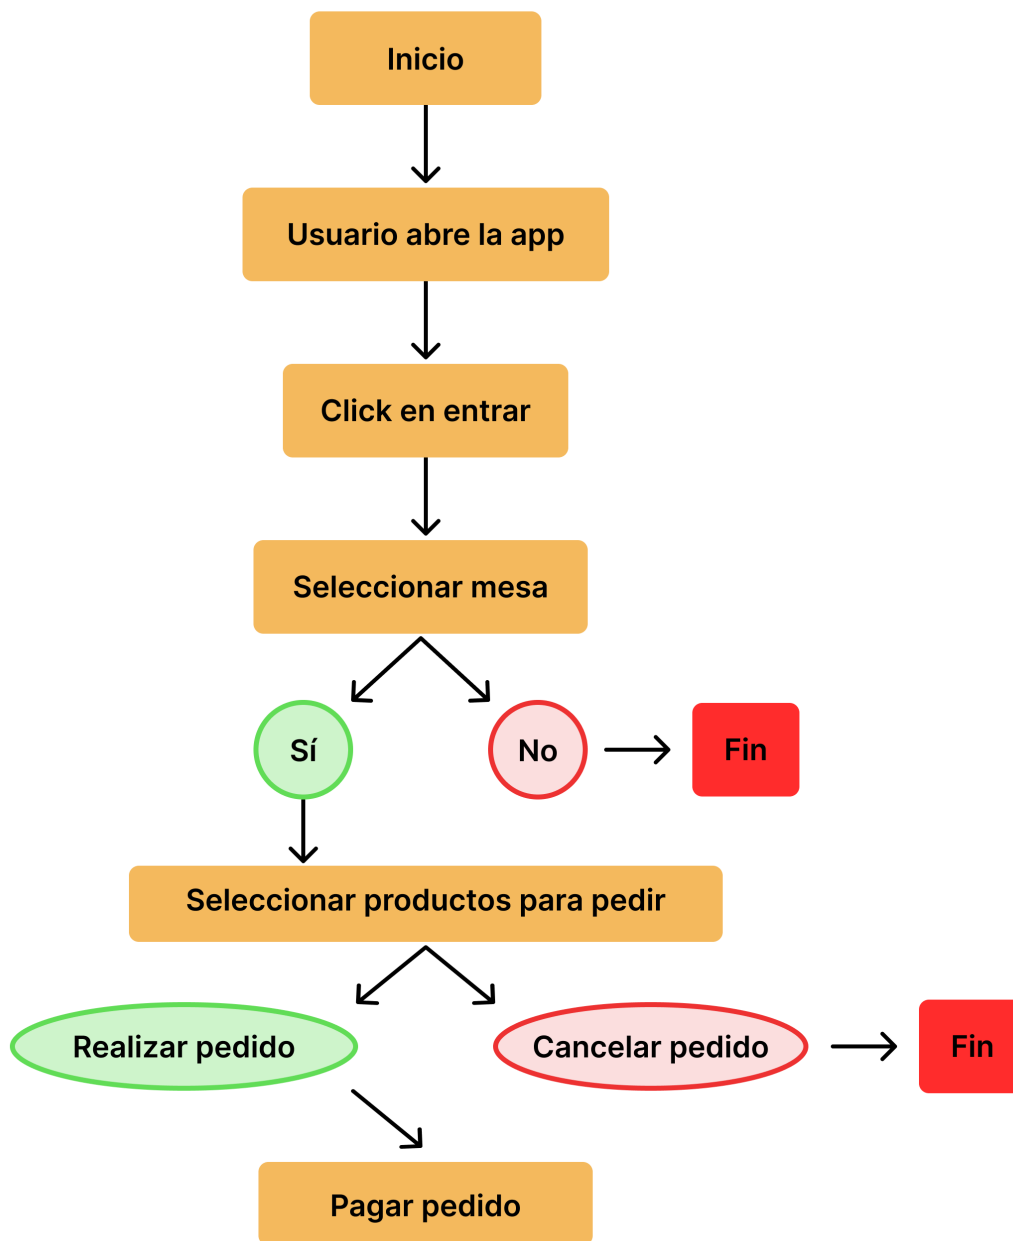 Inicio
Usuario abre la app
Click en entrar
Seleccionar mesa
Sí
No
Fin
Seleccionar productos para pedir
Realizar pedido
Cancelar pedido
Fin
Pagar pedido